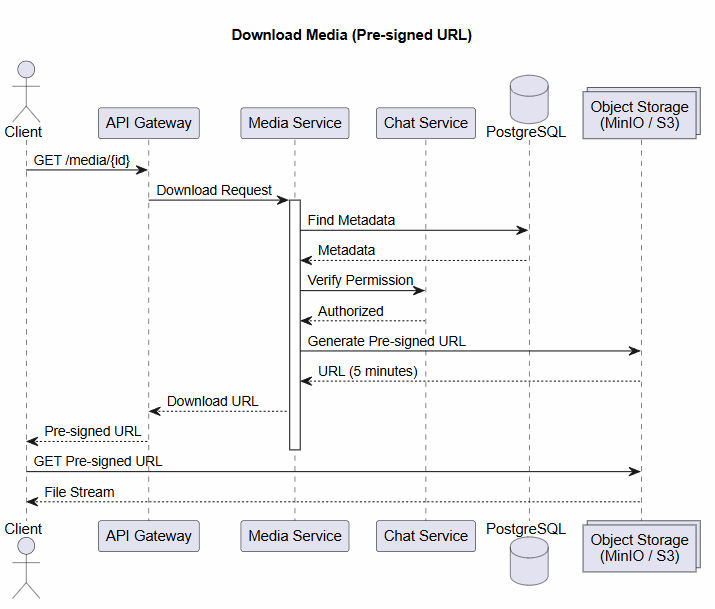 Download Media (Pre-signed URL)
Client
API Gateway
Media Service
Chat Service
PostgreSQL
Object Storage
(MinIO / S3)
GET /media/{id}
Download Request
Find Metadata
Metadata
Verify Permission
Authorized
Generate Pre-signed URL
URL (5 minutes)
Download URL
Pre-signed URL
GET Pre-signed URL
File Stream
Client
API Gateway
Media Service
Chat Service
PostgreSQL
Object Storage
(MinIO / S3)